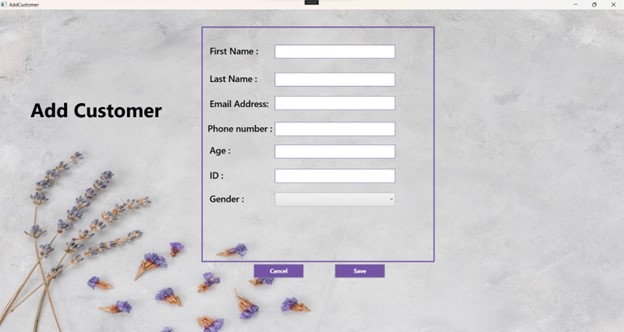 AddCustomer
Add Customer
First Name :
Last Name :
Email Address:
Phone number :
Age :
ID :
Gender :
Cancel
Save